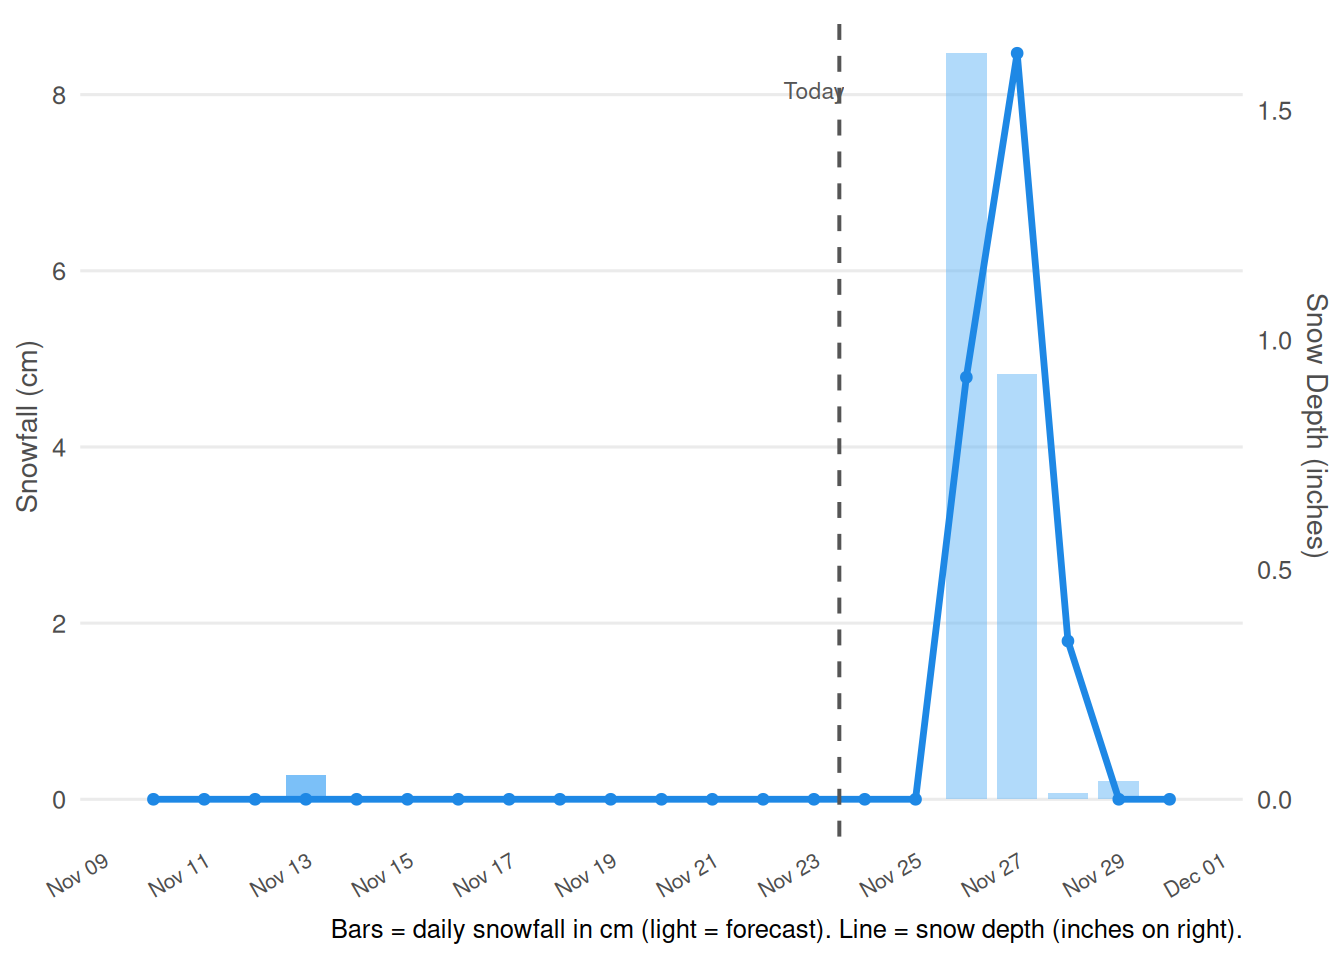 Today
8
6
4
2
0
Snowfall (cm)
1.5
1.0
0.5
0.0
Snow Depth (inches)
Nov 09
Nov 11
Nov 13
Nov 15
Nov 17
Nov 19
Nov 21
Nov 23
Nov 25
Nov 27
Nov 29
Dec 01
Bars = daily snowfall in cm (light = forecast). Line = snow depth (inches on right).